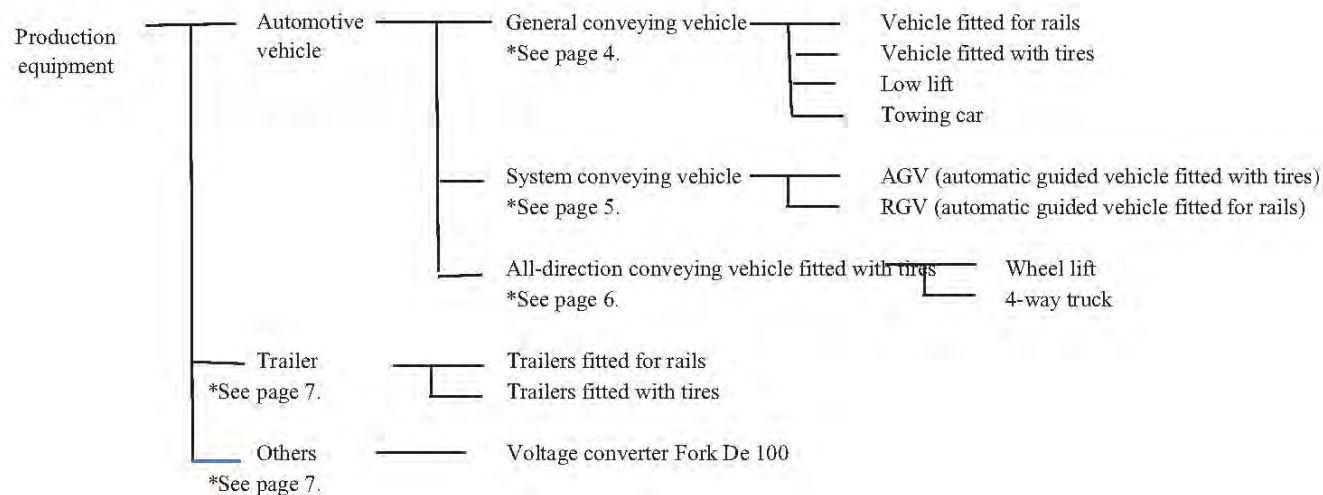 Production
equipment
Automotive
vehicle
General conveying vehicle
*See page 4.
Vehicle fitted for rails
Vehicle fitted with tires
Low lift
Towing car
System conveying vehicle
*See page 5.
AGV (automatic guided vehicle fitted with tires)
RGV (automatic guided vehicle fitted for rails)
All-direction conveying vehicle fitted with tires
*See page 6.
Wheel lift
4-way truck
Trailer
*See page 7.
Trailers fitted for rails
Trailers fitted with tires
Others
*See page 7.
Voltage converter Fork De 100